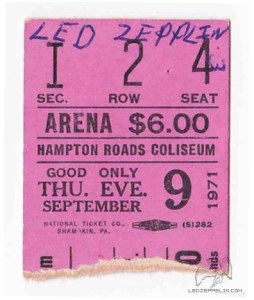 LED ZEPPLIN
I 2 4
SEC. ROW SEAT
ARENA $6.00
HAMPTON ROADS COLISEUM
GOOD ONLY
THU. EVE. 9 1971
SEPTEMBER
NATIONAL TICKET CO. (S)282
SHAMOKIN, PA.
LEDZEPPELIN.COM